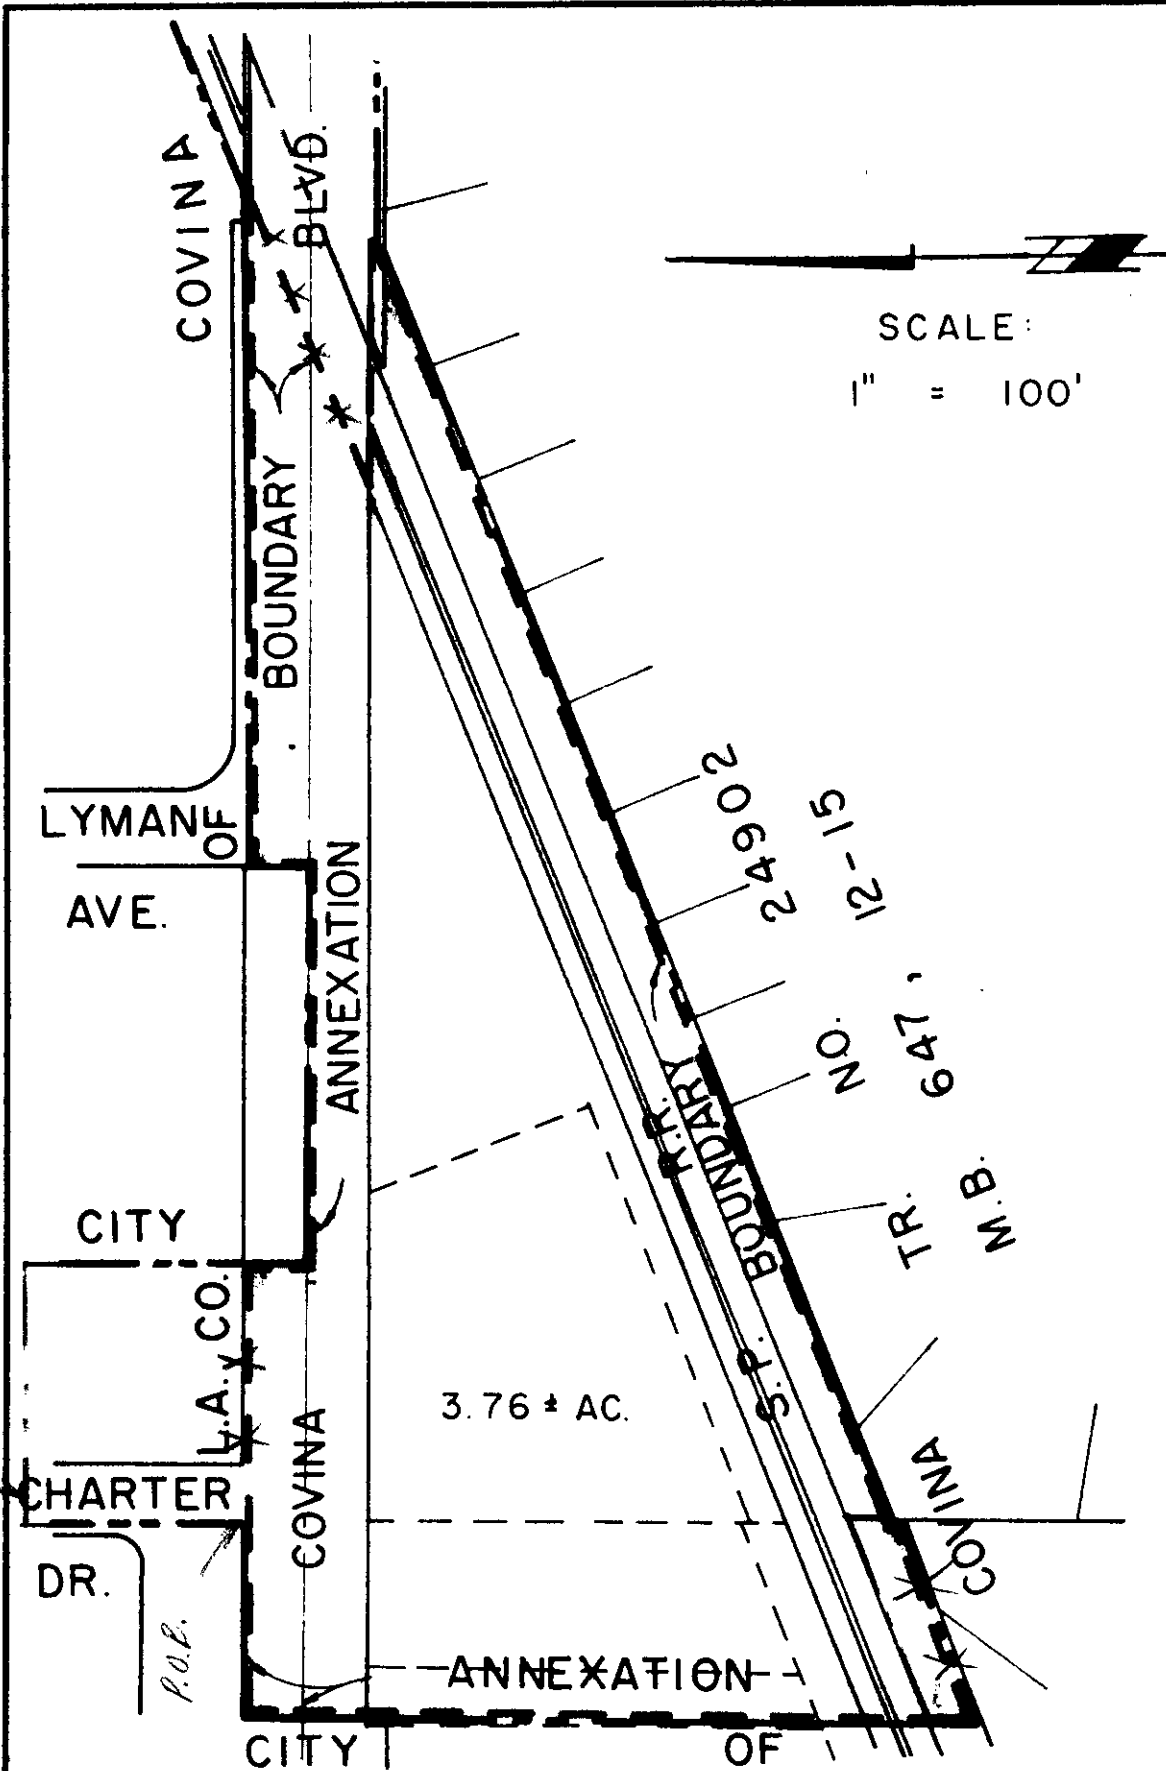 COVINA
BLVD.
SCALE:
1" = 100'
BOUNDARY
LYMAN
OF
AVE.
ANNEXATION
TR. NO. 24902
M.B. 647, 12-15
S.P. R.R.
BOUNDARY
CITY
L.A. CO.
3.76 ± AC.
COVINA
CHARTER
DR.
P.O.B.
COVINA
ANNEXATION
CITY OF